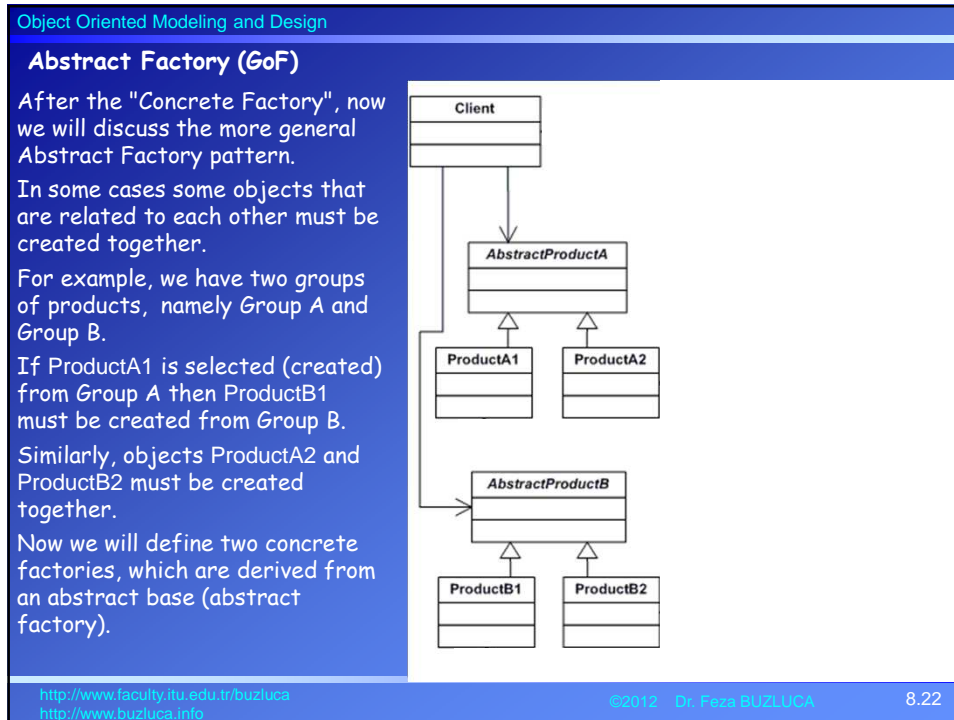 Object Oriented Modeling and Design
Abstract Factory (GoF)
After the "Concrete Factory", now
we will discuss the more general
Abstract Factory pattern.
In some cases some objects that
are related to each other must be
created together.
For example, we have two groups
of products, namely Group A and
Group B.
If ProductA1 is selected (created)
from Group A then ProductB1
must be created from Group B.
Similarly, objects ProductA2 and
ProductB2 must be created
together.
Now we will define two concrete
factories, which are derived from
an abstract base (abstract
factory).
Client
AbstractProductA
ProductA1
ProductA2
AbstractProductB
ProductB1
ProductB2
http://www.faculty.itu.edu.tr/buzluca
http://www.buzluca.info
©2012 Dr. Feza BUZLUCA
8.22